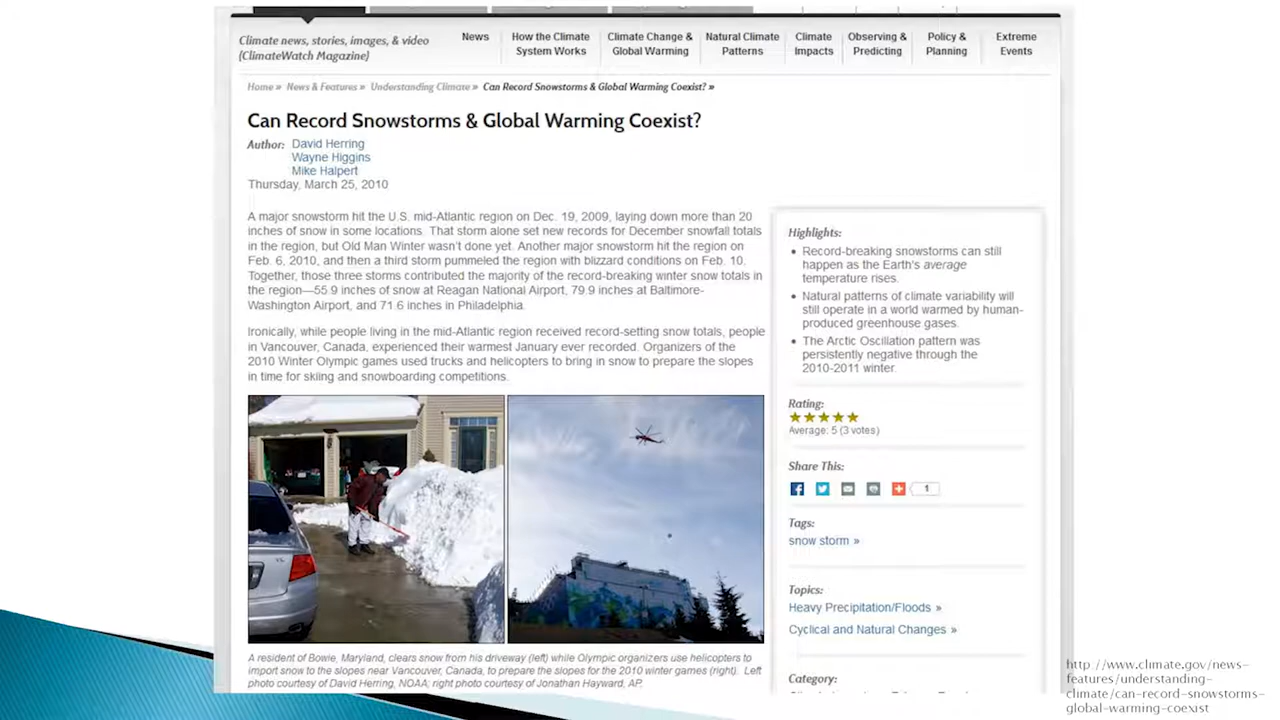 Climate news, stories, images, & video
(ClimateWatch Magazine)
News
How the Climate
System Works
Climate Change &
Global Warming
Natural Climate
Patterns
Climate
Impacts
Observing &
Predicting
Policy &
Planning
Extreme
Events
Home » News & Features » Understanding Climate » Can Record Snowstorms & Global Warming Coexist? »
Can Record Snowstorms & Global Warming Coexist?
Author: David Herring
Wayne Higgins
Mike Halpert
Thursday, March 25, 2010
A major snowstorm hit the U.S. mid-Atlantic region on Dec. 19, 2009, laying down more than 20
inches of snow in some locations. That storm alone set new records for December snowfall totals
in the region, but Old Man Winter wasn't done yet. Another major snowstorm hit the region on
Feb. 6, 2010, and then a third storm pummeled the region with blizzard conditions on Feb. 10.
Together, those three storms contributed the majority of the record-breaking winter snow totals in
the region—55.9 inches of snow at Reagan National Airport, 79.9 inches at Baltimore-
Washington Airport, and 71.6 inches in Philadelphia.
Ironically, while people living in the mid-Atlantic region received record-setting snow totals, people
in Vancouver, Canada, experienced their warmest January ever recorded. Organizers of the
2010 Winter Olympic games used trucks and helicopters to bring in snow to prepare the slopes
in time for skiing and snowboarding competitions.
A resident of Bowie, Maryland, clears snow from his driveway (left) while Olympic organizers use helicopters to
import snow to the slopes near Vancouver, Canada, to prepare the slopes for the 2010 winter games (right). Left
photo courtesy of David Herring, NOAA; right photo courtesy of Jonathan Hayward, AP.
Highlights:
• Record-breaking snowstorms can still
happen as the Earth's average
temperature rises.
• Natural patterns of climate variability will
still operate in a world warmed by human-
produced greenhouse gases.
• The Arctic Oscillation pattern was
persistently negative through the
2010-2011 winter.
Rating:
Average: 5 (3 votes)
Share This:
1
Tags:
snow storm »
Topics:
Heavy Precipitation/Floods »
Cyclical and Natural Changes »
Category:
http://www.climate.gov/news-
features/understanding-
climate/can-record-snowstorms-
global-warming-coexist